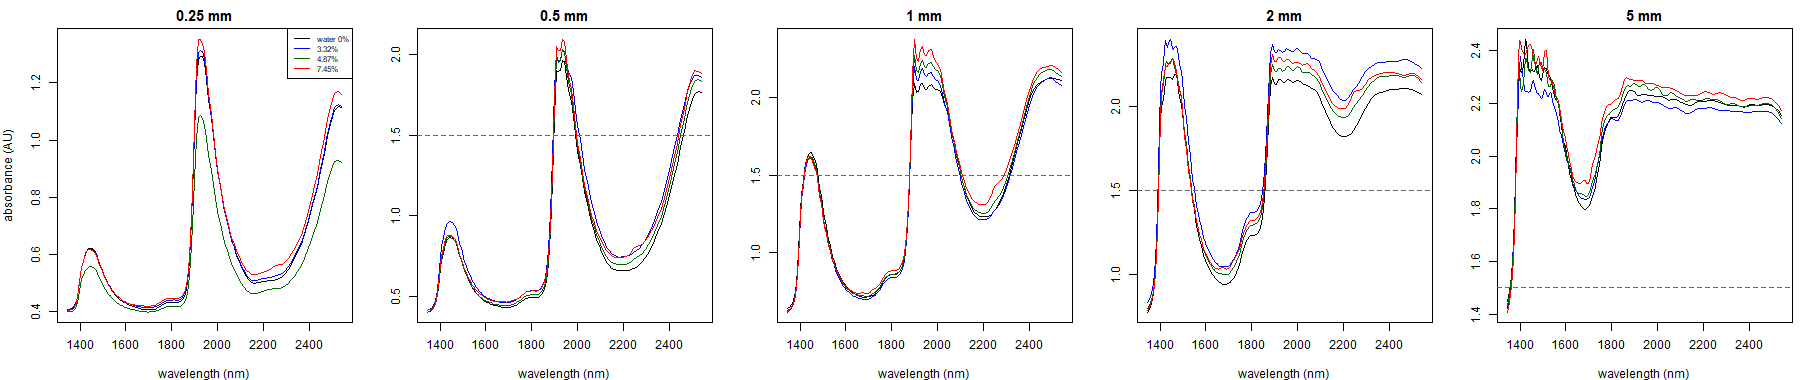 0.25 mm
absorbance (AU)
0.4 0.6 0.8 1.0 1.2
water 0%
3.32%
4.87%
7.45%
1400 1600 1800 2000 2200 2400
wavelength (nm)
0.5 mm
0.5 1.0 1.5 2.0
1400 1600 1800 2000 2200 2400
wavelength (nm)
1 mm
1.0 1.5 2.0
1400 1600 1800 2000 2200 2400
wavelength (nm)
2 mm
1.0 1.5 2.0
1400 1600 1800 2000 2200 2400
wavelength (nm)
5 mm
1.4 1.6 1.8 2.0 2.2 2.4
1400 1600 1800 2000 2200 2400
wavelength (nm)